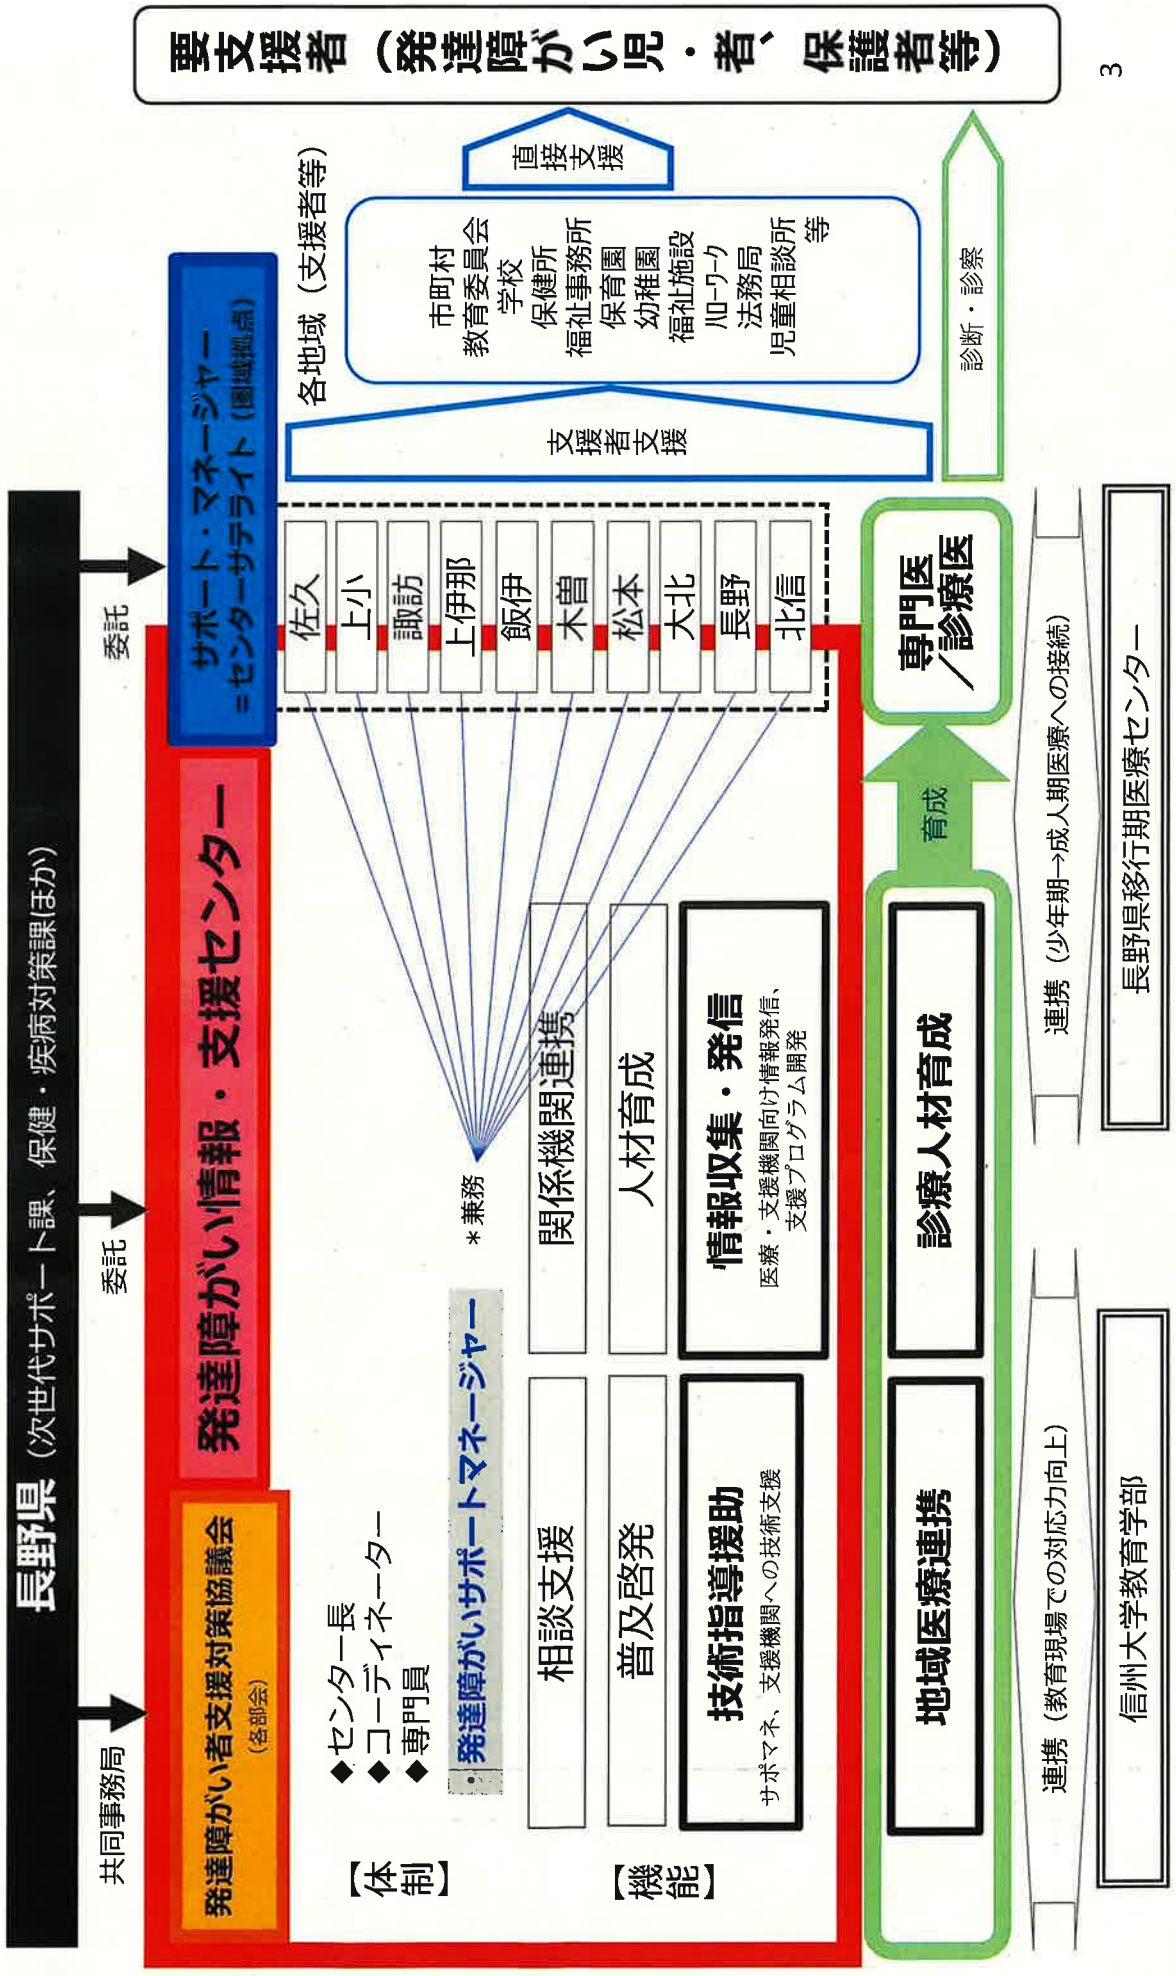 長野県（次世代サポート課、保健・疾病対策課ほか）
共同事務局
委託
委託
発達障がい者支援対策協議会
（各部会）
発達障がい情報・支援センター
サポート・マネージャー
＝センターサテライト（圏域拠点）
【体制】
◆センター長
◆コーディネーター
◆専門員
・発達障がいサポートマネージャー
＊兼務
佐久
上小
諏訪
上伊那
飯伊
木曽
松本
大北
長野
北信
【機能】
相談支援
関係機関連携
普及啓発
人材育成
技術指導援助
サポマネ、支援機関への技術支援
情報収集・発信
医療・支援機関向け情報発信、
支援プログラム開発
地域医療連携
診療人材育成
育成
専門医
／診療医
支援者支援
各地域（支援者等）
市町村
教育委員会
学校
保健所
福祉事務所
保育園
幼稚園
福祉施設
ﾊﾛｰﾜｰｸ
法務局
児童相談所
等
直接支援
診断・診察
要支援者（発達障がい児・者、保護者等）
連携（教育現場での対応力向上）
信州大学教育学部
連携（少年期→成人期医療への接続）
長野県移行期医療センター
3